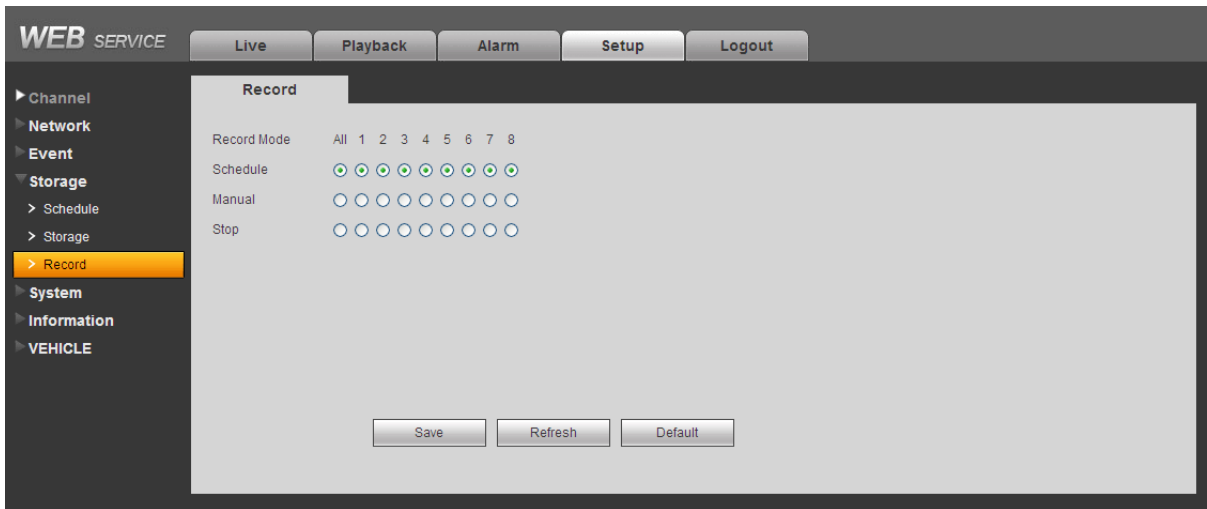 WEB SERVICE
Live Playback Alarm Setup Logout
Channel
Network
Event
Storage
> Schedule
> Storage
> Record
System
Information
VEHICLE
Record
Record Mode All 1 2 3 4 5 6 7 8
Schedule
Manual
Stop
Save Refresh Default